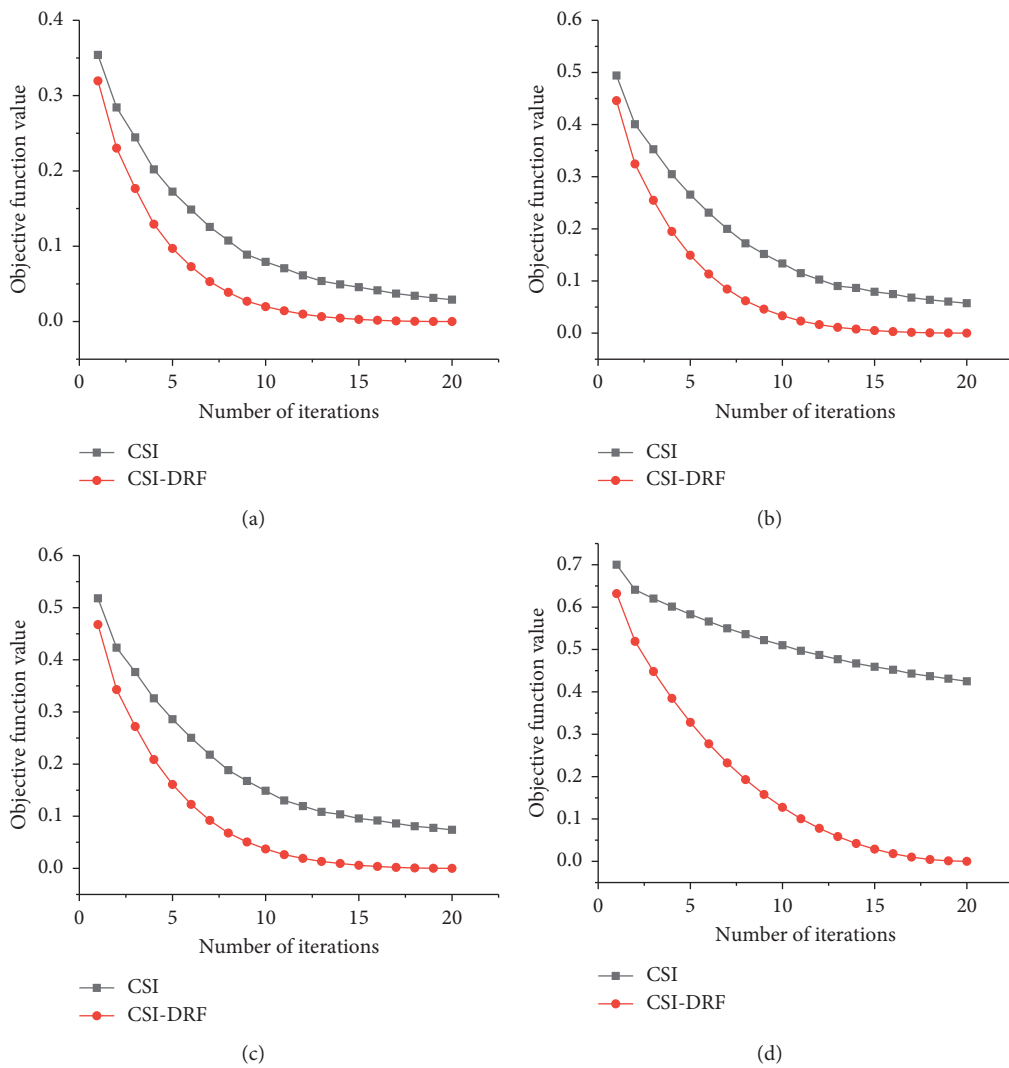 0.4
0.3
0.2
0.1
0.0
Objective function value
0 5 10 15 20
Number of iterations
CSI
CSI-DRF
(a)
0.6
0.5
0.4
0.3
0.2
0.1
0.0
Objective function value
0 5 10 15 20
Number of iterations
CSI
CSI-DRF
(b)
0.6
0.5
0.4
0.3
0.2
0.1
0.0
Objective function value
0 5 10 15 20
Number of iterations
CSI
CSI-DRF
(c)
0.7
0.6
0.5
0.4
0.3
0.2
0.1
0.0
Objective function value
0 5 10 15 20
Number of iterations
CSI
CSI-DRF
(d)